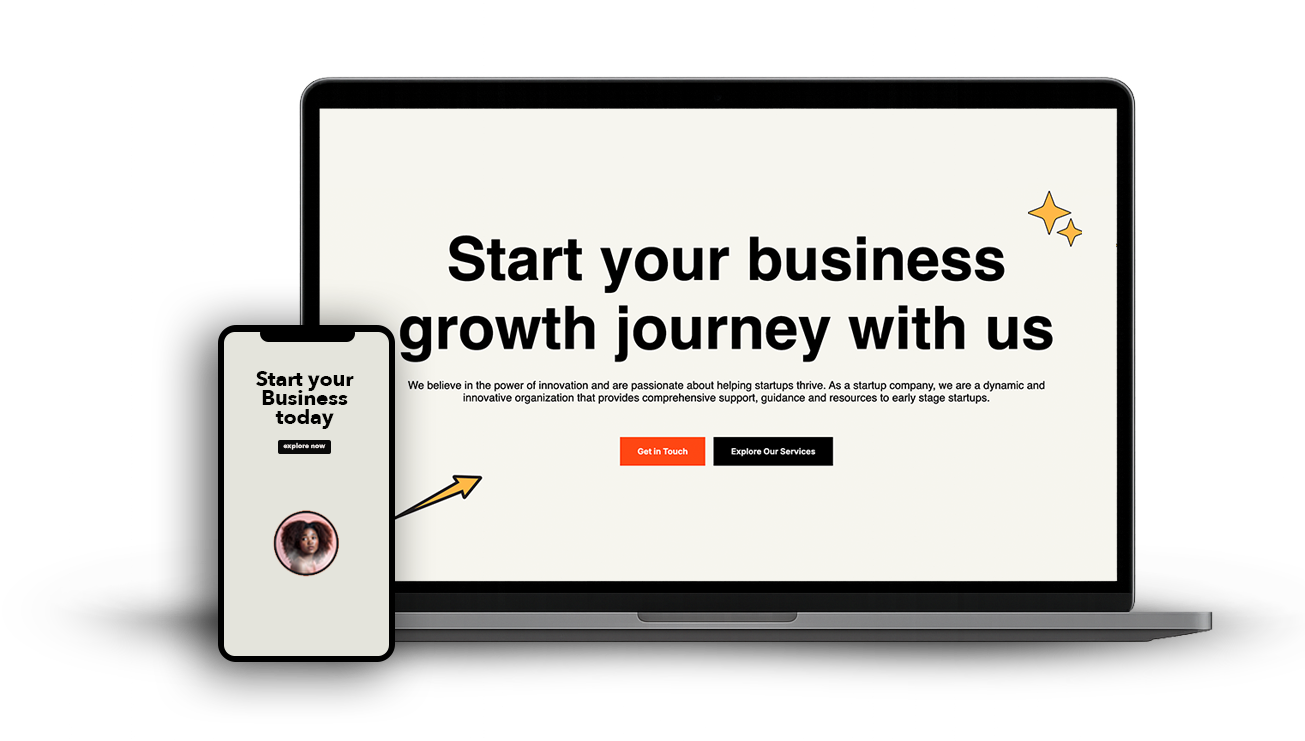 Start your business
growth journey with us
We believe in the power of innovation and are passionate about helping startups thrive. As a startup company, we are a dynamic and
innovative organization that provides comprehensive support, guidance and resources to early stage startups.
Get in Touch
Explore Our Services
Start your
Business
today
explore now